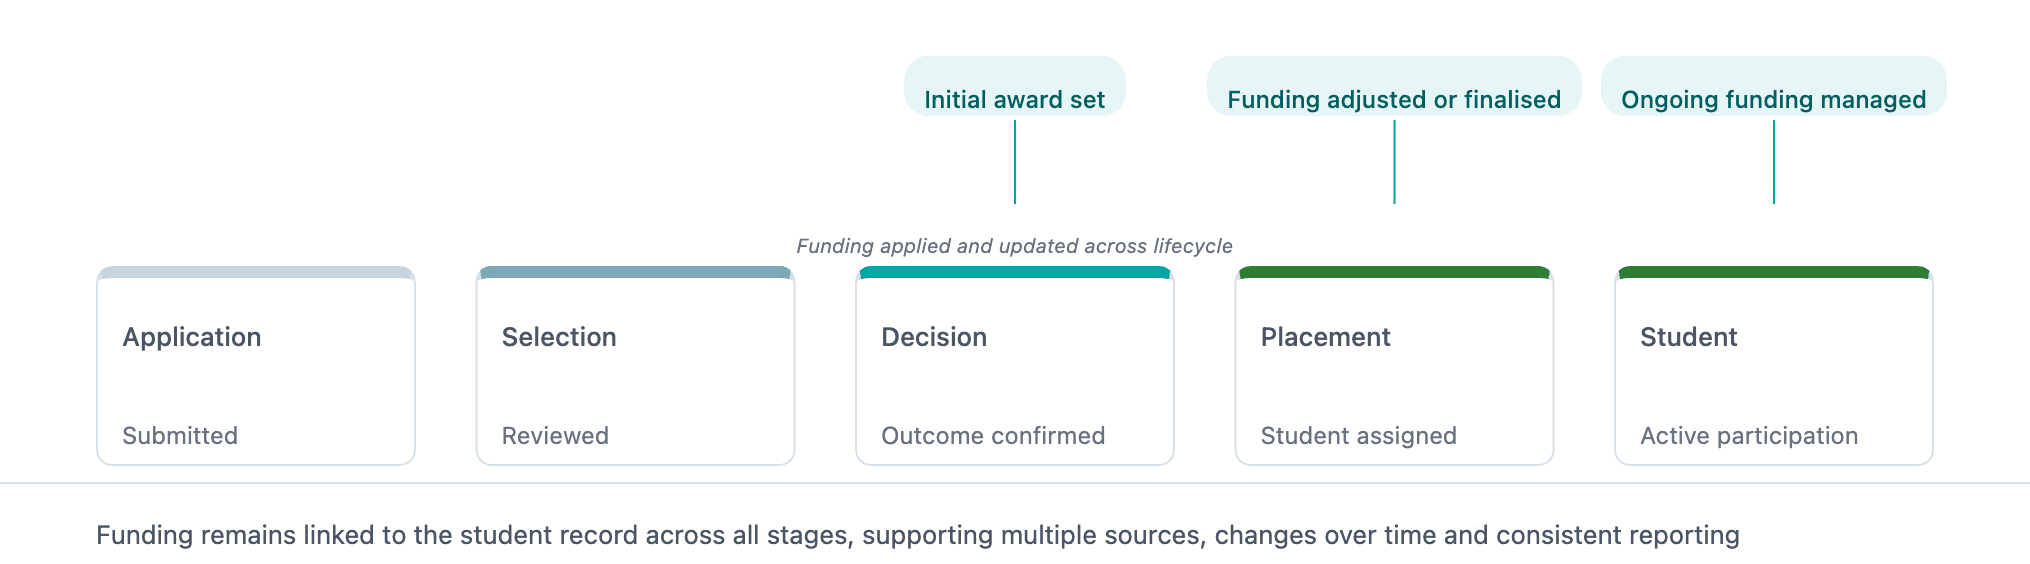 Initial award set
Funding adjusted or finalised
Ongoing funding managed
Funding applied and updated across lifecycle
Application
Submitted
Selection
Reviewed
Decision
Outcome confirmed
Placement
Student assigned
Student
Active participation
Funding remains linked to the student record across all stages, supporting multiple sources, changes over time and consistent reporting